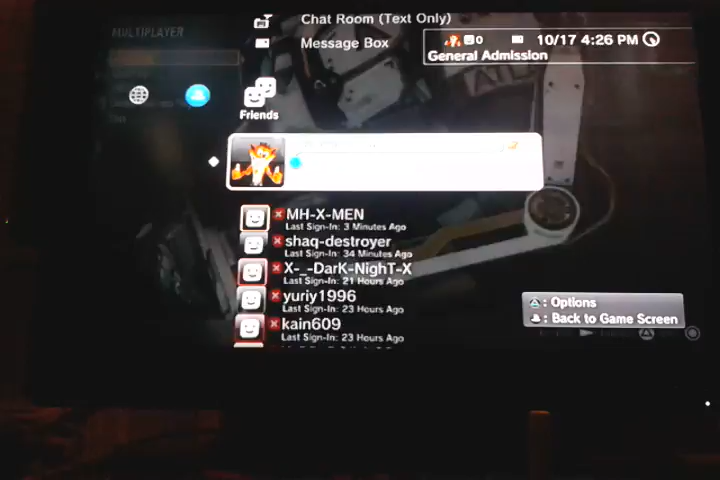 Chat Room (Text Only)
MULTIPLAYER
Message Box
0
10/17 4:26 PM
General Admission
Friends
MH-X-MEN
Last Sign-In: 3 Minutes Ago
shaq-destroyer
Last Sign-In: 34 Minutes Ago
X-_-DarK-NighT-X
Last Sign-In: 21 Hours Ago
yuriy1996
Last Sign-In: 23 Hours Ago
kain609
Last Sign-In: 23 Hours Ago
: Options
: Back to Game Screen